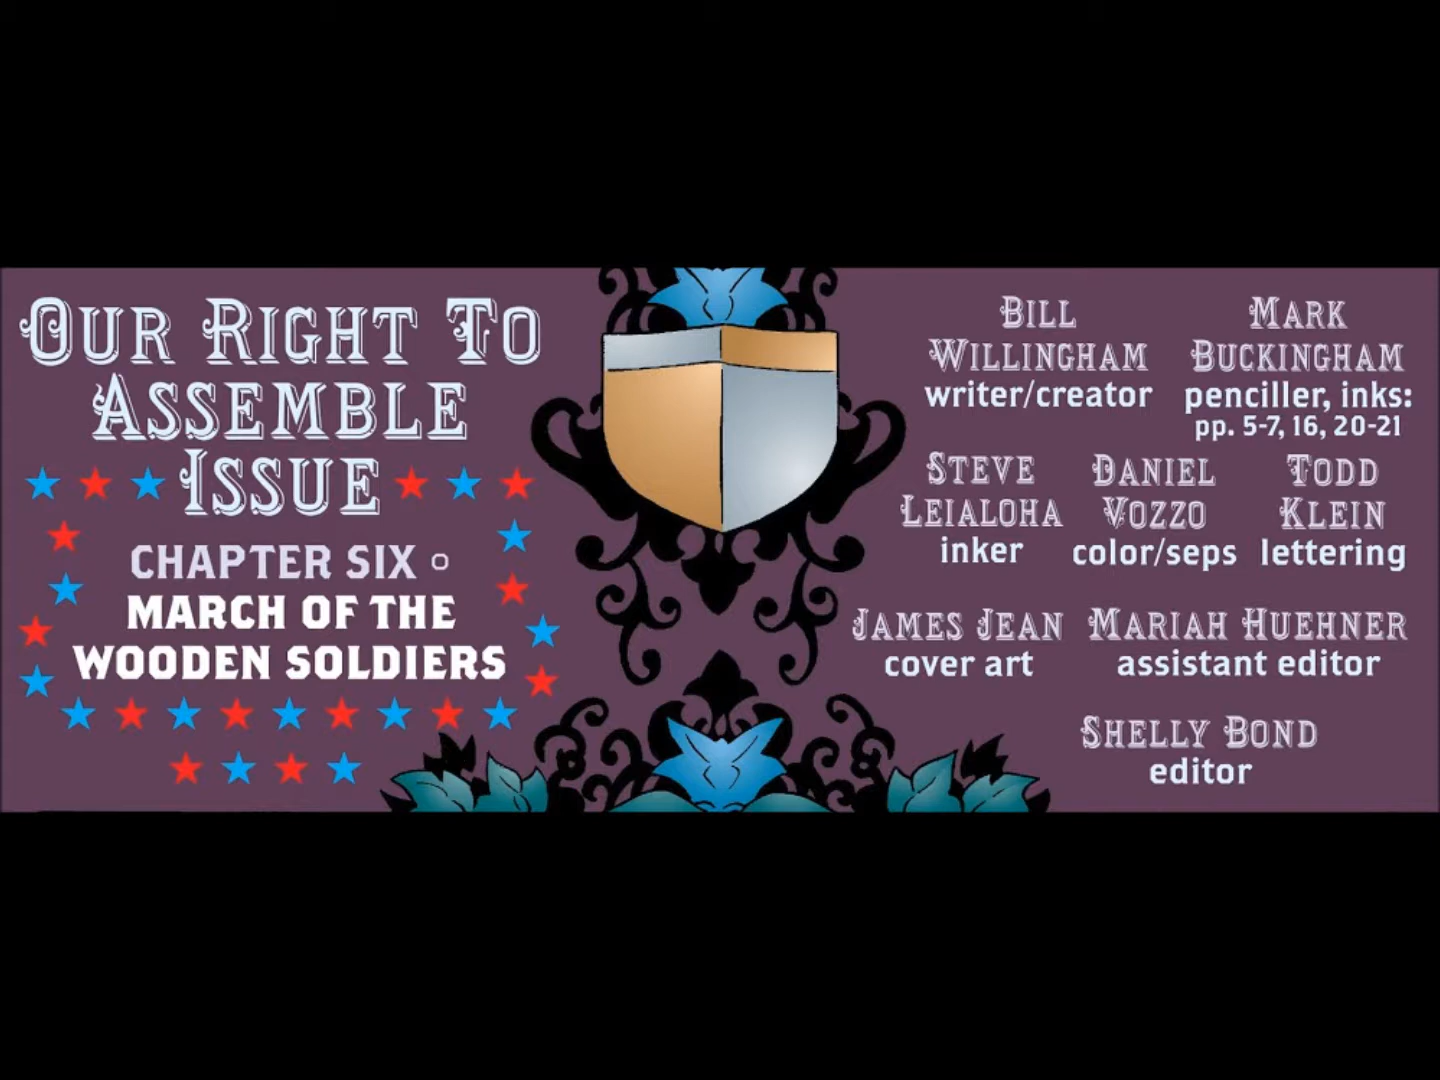 OUR RIGHT TO
ASSEMBLE
ISSUE
CHAPTER SIX o
MARCH OF THE
WOODEN SOLDIERS
BILL
WILLINGHAM
writer/creator
MARK
BUCKINGHAM
penciller, inks:
pp. 5-7, 16, 20-21
STEVE
LEIALOHA
inker
DANIEL
VOZZO
color/seps
TODD
KLEIN
lettering
JAMES JEAN
cover art
MARIAH HUEHNER
assistant editor
SHELLY BOND
editor